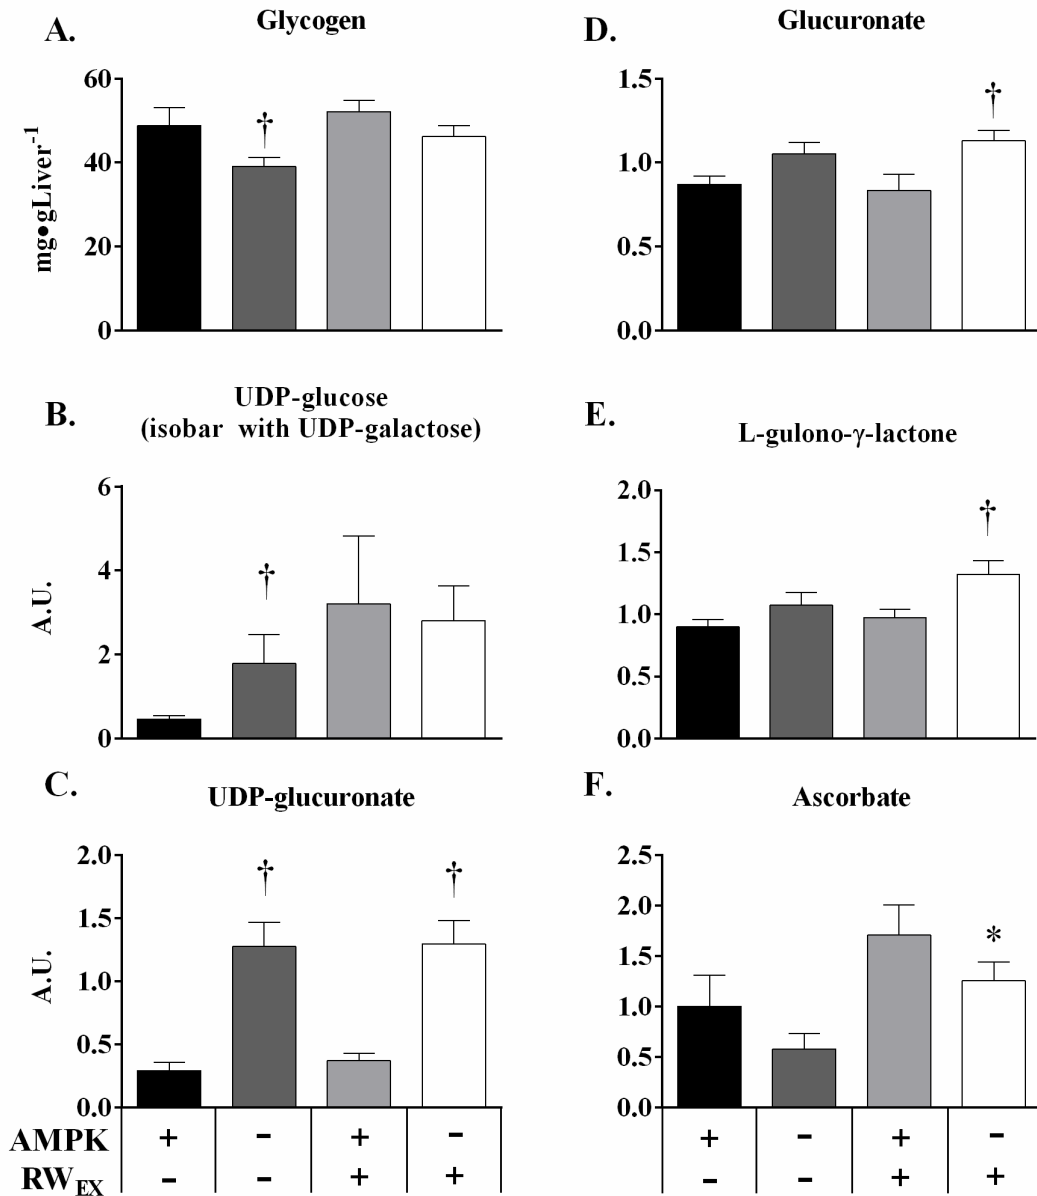 A.
Glycogen
mg●gLiver-1
60
40
20
0
†
B.
UDP-glucose
(isobar with UDP-galactose)
A.U.
6
4
2
0
†
C.
UDP-glucuronate
A.U.
2.0
1.5
1.0
0.5
0.0
†
†
D.
Glucuronate
1.5
1.0
0.5
0.0
†
E.
L-gulono-γ-lactone
2.0
1.5
1.0
0.5
0.0
†
F.
Ascorbate
2.5
2.0
1.5
1.0
0.5
0.0
*
AMPK + - + - + - + -
RWEX - - + + - - + +